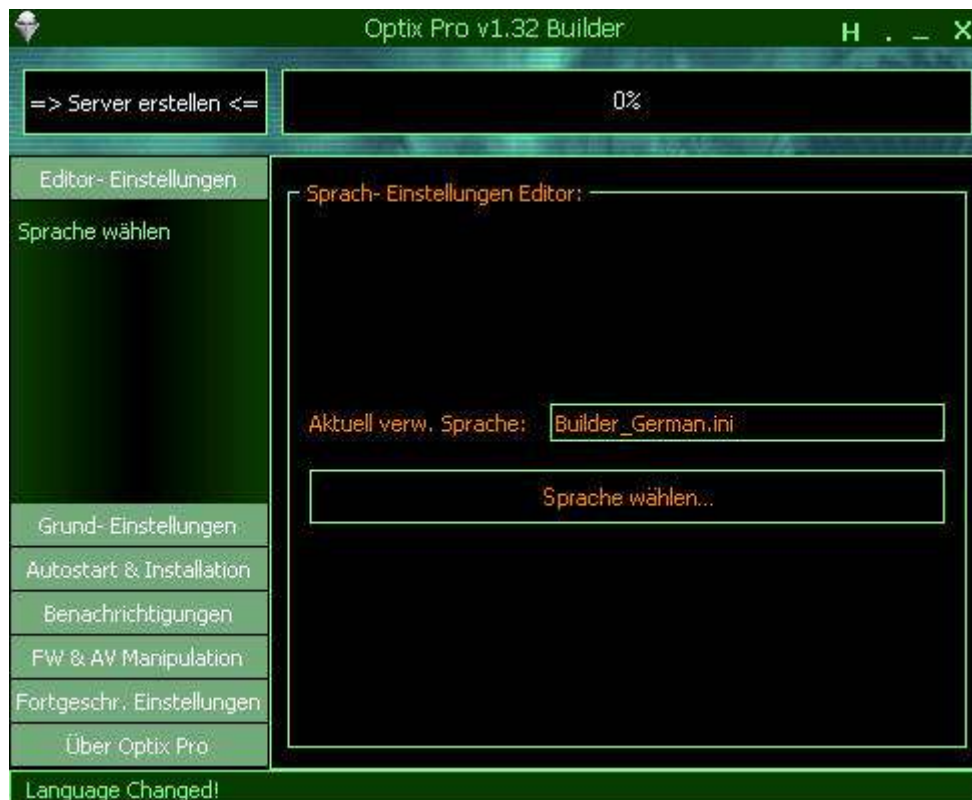 Optix Pro v1.32 Builder
H . _ X
=> Server erstellen <=
0%
Editor- Einstellungen
Sprache wählen
Sprach- Einstellungen Editor:
Aktuell verw. Sprache:
Builder_German.ini
Sprache wählen...
Grund- Einstellungen
Autostart & Installation
Benachrichtigungen
FW & AV Manipulation
Fortgeschr. Einstellungen
Über Optix Pro
Language Changed!